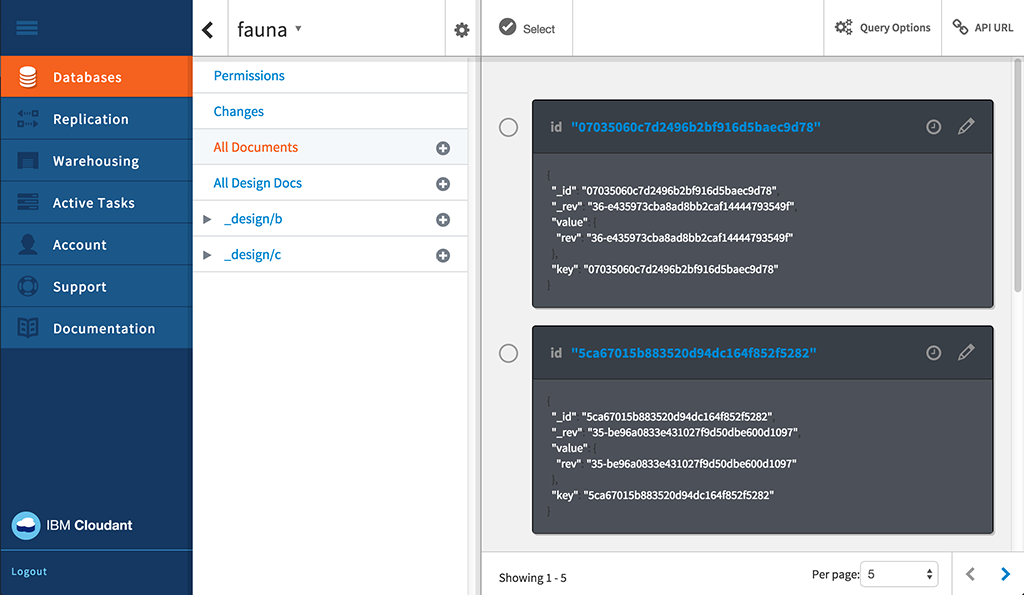 fauna
Select
Query Options
API URL
Databases
Replication
Warehousing
Active Tasks
Account
Support
Documentation
IBM Cloudant
Logout
Permissions
Changes
All Documents
All Design Docs
_design/b
_design/c
id "07035060c7d2496b2bf916d5baec9d78"
{
"_id": "07035060c7d2496b2bf916d5baec9d78",
"_rev": "36-e435973cba8ad8bb2caf14444793549f",
"value": {
"rev": "36-e435973cba8ad8bb2caf14444793549f"
},
"key": "07035060c7d2496b2bf916d5baec9d78"
}
id "5ca67015b883520d94dc164f852f5282"
{
"_id": "5ca67015b883520d94dc164f852f5282",
"_rev": "35-be96a0833e431027f9d50dbe600d1097",
"value": {
"rev": "35-be96a0833e431027f9d50dbe600d1097"
},
"key": "5ca67015b883520d94dc164f852f5282"
}
Showing 1 - 5
Per page: 5